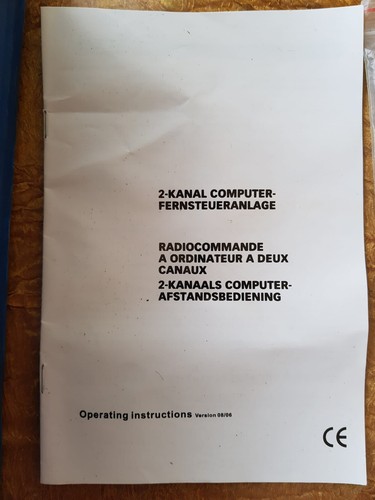 2-KANAL COMPUTER-
FERNSTEUERANLAGE
RADIOCOMMANDE
A ORDINATEUR A DEUX
CANAUX
2-KANAALS COMPUTER-
AFSTANDSBEDIENING
Operating instructions Version 08/06
CE